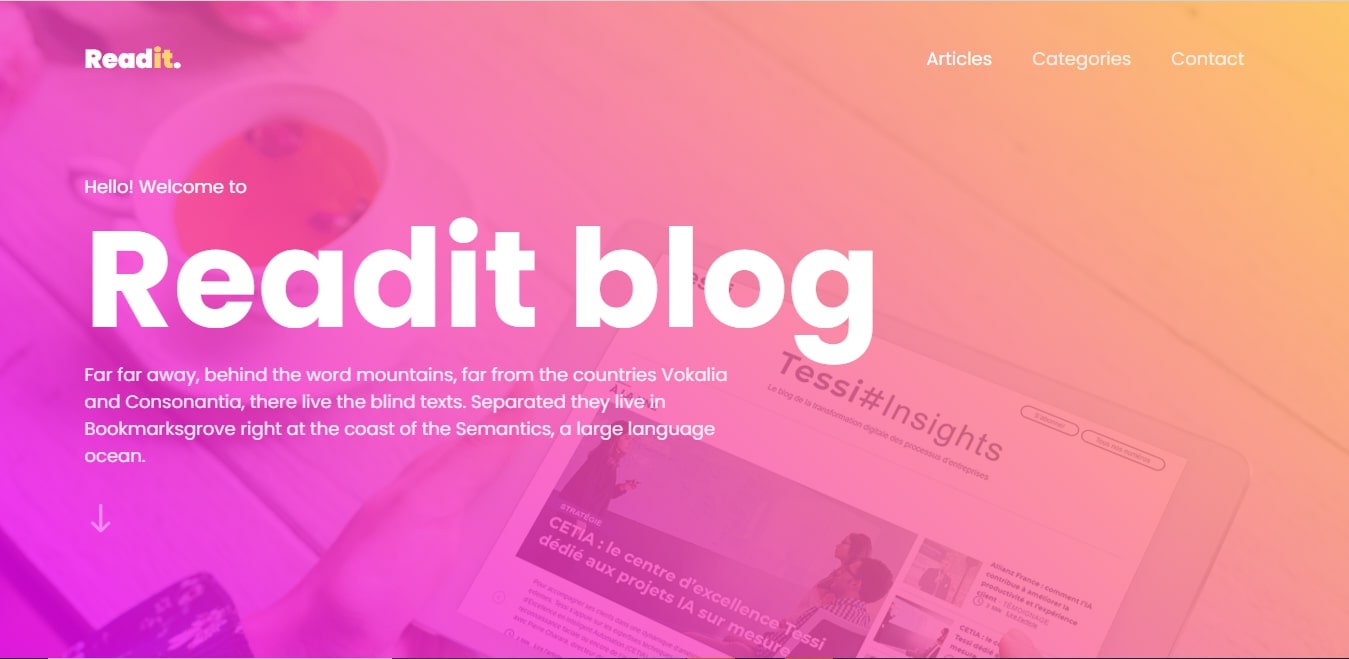 Readit.
Articles
Categories
Contact
Hello! Welcome to
Readit blog
Far far away, behind the word mountains, far from the countries Vokalia
and Consonantia, there live the blind texts. Separated they live in
Bookmarksgrove right at the coast of the Semantics, a large language
ocean.
Tessi#Insights
Le blog de la transformation digitale des processus d'entreprises
S'abonner
Tous nos numéros
STRATÉGIE
CETIA : le centre d'excellence Tessi
dédié aux projets IA sur mesure
Allianz France : comment l'IA
contribue à améliorer la
productivité et l'expérience
client - TÉMOIGNAGE
CETIA : le c
Tessi dédié
mesure